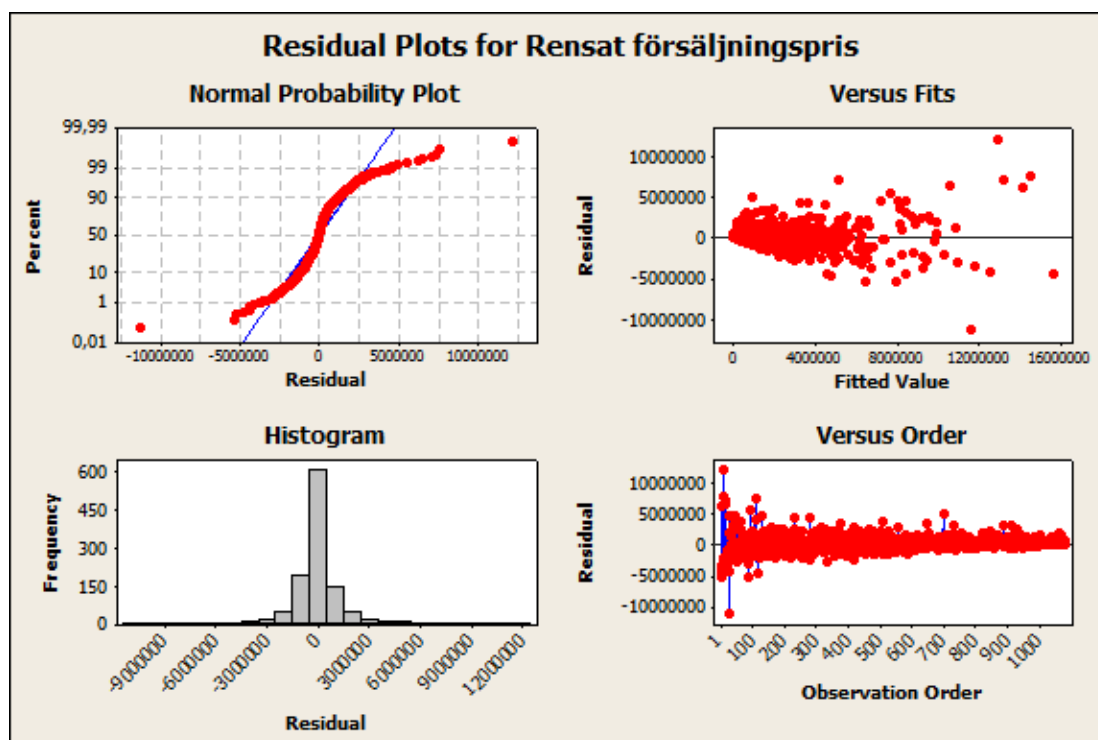 Residual Plots for Rensat försäljningspris
Normal Probability Plot
99,99
99
90
50
10
1
0,01
Percent
-10000000 -5000000 0 5000000 10000000
Residual
Versus Fits
10000000
5000000
0
-5000000
-10000000
Residual
0 4000000 8000000 12000000 16000000
Fitted Value
Histogram
600
450
300
150
0
Frequency
-9000000 -6000000 -3000000 0 3000000 6000000 9000000 12000000
Residual
Versus Order
10000000
5000000
0
-5000000
-10000000
Residual
1 100 200 300 400 500 600 700 800 900 1000
Observation Order